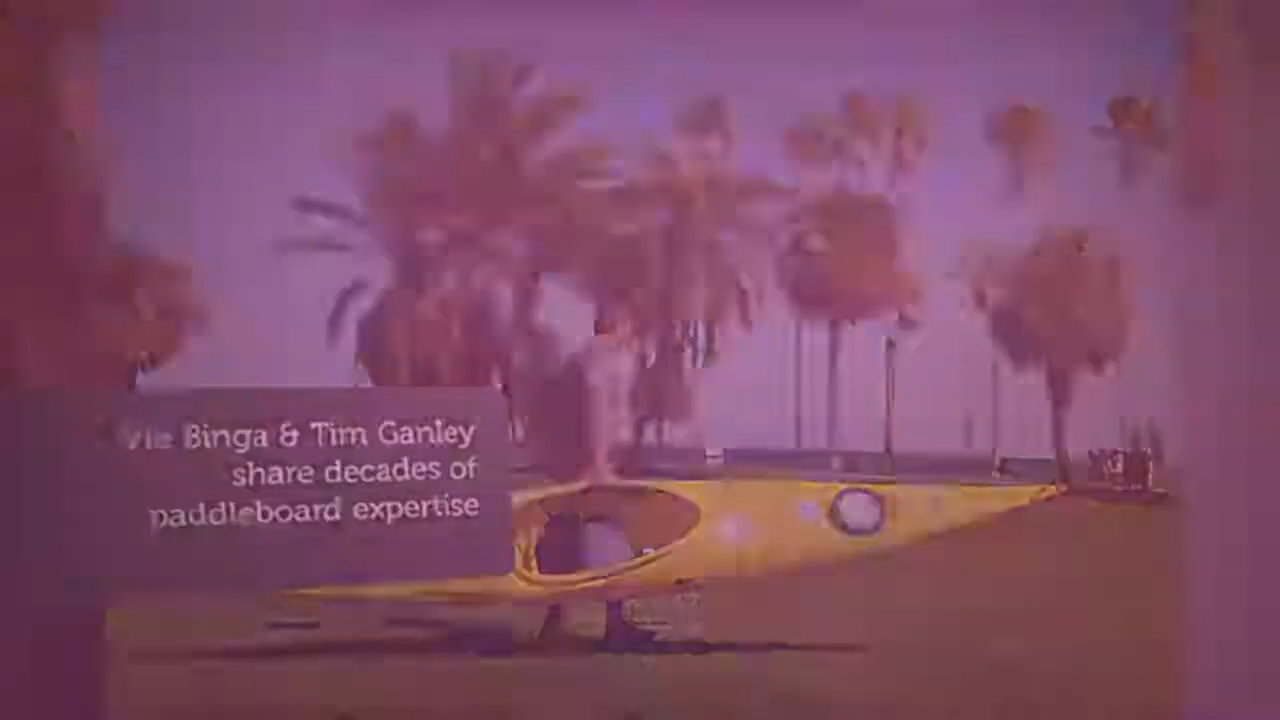 Binga & Tim Ganley
share decades of
paddleboard expertise